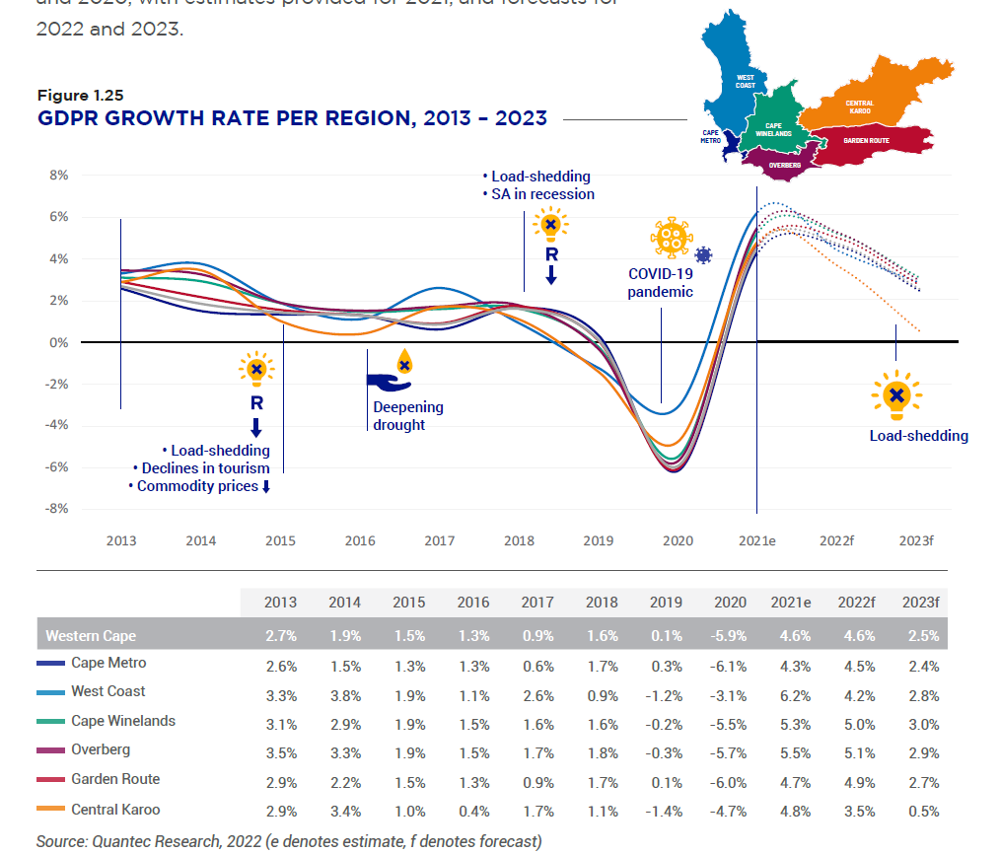 and 2020, with estimates provided for 2021, and forecasts for
2022 and 2023.
Figure 1.25
GDPR GROWTH RATE PER REGION, 2013 – 2023
WEST
COAST
CENTRAL
KAROO
CAPE
WINELANDS
CAPE
METRO
GARDEN ROUTE
OVERBERG
8%
6%
4%
2%
0%
-2%
-4%
-6%
-8%
• Load-shedding
• SA in recession
R
COVID-19
pandemic
R
• Load-shedding
• Declines in tourism
• Commodity prices
Deepening
drought
Load-shedding
2013 2014 2015 2016 2017 2018 2019 2020 2021e 2022f 2023f
2013 2014 2015 2016 2017 2018 2019 2020 2021e 2022f 2023f
Western Cape 2.7% 1.9% 1.5% 1.3% 0.9% 1.6% 0.1% -5.9% 4.6% 4.6% 2.5%
Cape Metro 2.6% 1.5% 1.3% 1.3% 0.6% 1.7% 0.3% -6.1% 4.3% 4.5% 2.4%
West Coast 3.3% 3.8% 1.9% 1.1% 2.6% 0.9% -1.2% -3.1% 6.2% 4.2% 2.8%
Cape Winelands 3.1% 2.9% 1.9% 1.5% 1.6% 1.6% -0.2% -5.5% 5.3% 5.0% 3.0%
Overberg 3.5% 3.3% 1.9% 1.5% 1.7% 1.8% -0.3% -5.7% 5.5% 5.1% 2.9%
Garden Route 2.9% 2.2% 1.5% 1.3% 0.9% 1.7% 0.1% -6.0% 4.7% 4.9% 2.7%
Central Karoo 2.9% 3.4% 1.0% 0.4% 1.7% 1.1% -1.4% -4.7% 4.8% 3.5% 0.5%
Source: Quantec Research, 2022 (e denotes estimate, f denotes forecast)